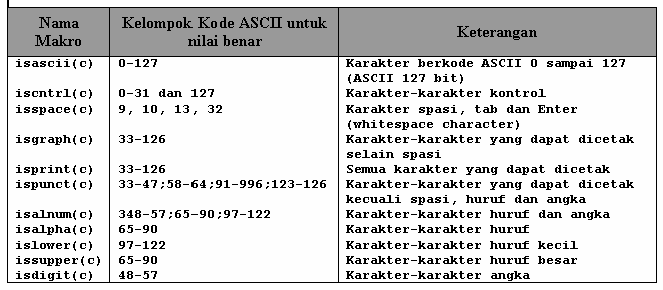 Nama Makro | Kelompok Kode ASCII untuk nilai benar | Keterangan
isascii(c) | 0-127 | Karakter berkode ASCII 0 sampai 127
(ASCII 127 bit)
iscntrl(c) | 0-31 dan 127 | Karakter-karakter kontrol
isspace(c) | 9, 10, 13, 32 | Karakter spasi, tab dan Enter
(whitespace character)
isgraph(c) | 33-126 | Karakter-karakter yang dapat dicetak
selain spasi
isprint(c) | 33-126 | Semua karakter yang dapat dicetak
ispunct(c) | 33-47;58-64;91-996;123-126 | Karakter-karakter yang dapat dicetak
kecuali spasi, huruf dan angka
isalnum(c) | 348-57;65-90;97-122 | Karakter-karakter huruf dan angka
isalpha(c) | 65-90 | Karakter-karakter huruf
islower(c) | 97-122 | Karakter-karakter huruf kecil
issupper(c) | 65-90 | Karakter-karakter huruf besar
isdigit(c) | 48-57 | Karakter-karakter angka